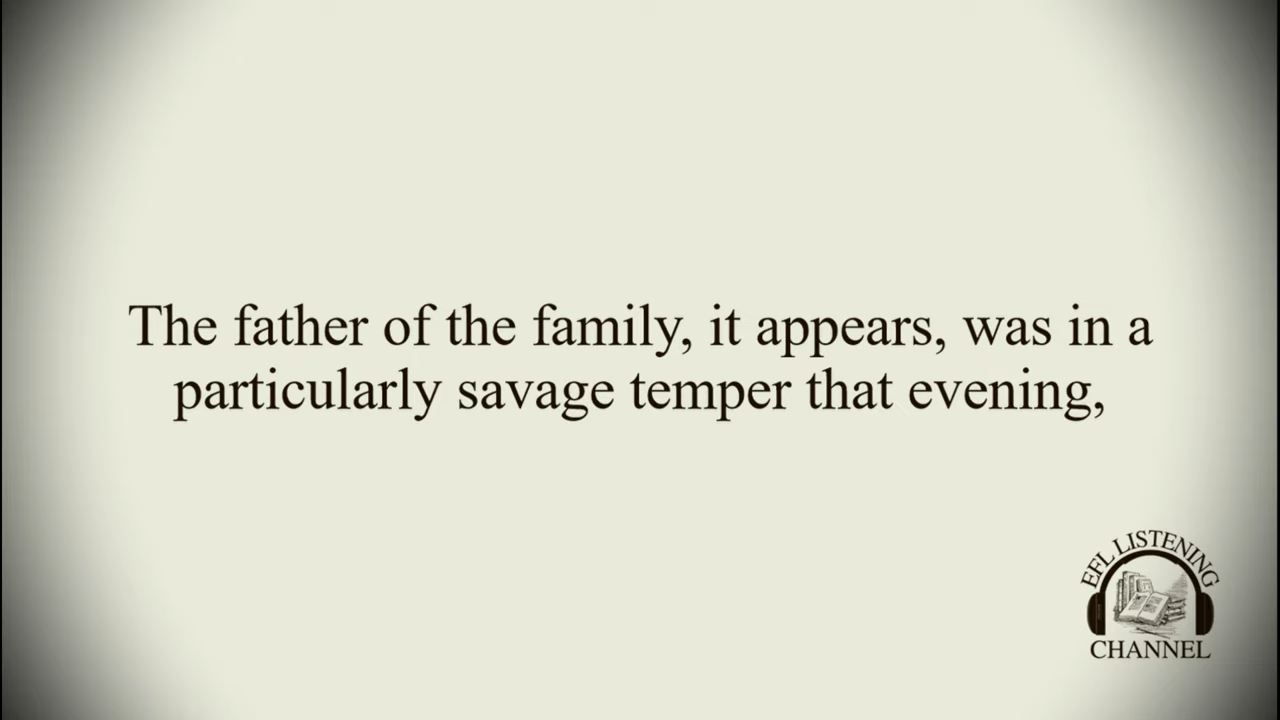 The father of the family, it appears, was in a
particularly savage temper that evening,
EFL LISTENING
CHANNEL